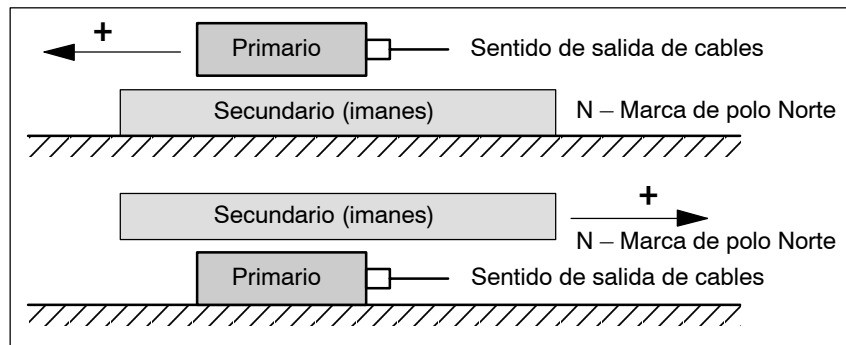 +
Primario
Sentido de salida de cables
Secundario (imanes)
N – Marca de polo Norte
Secundario (imanes)
+
N – Marca de polo Norte
Primario
Sentido de salida de cables